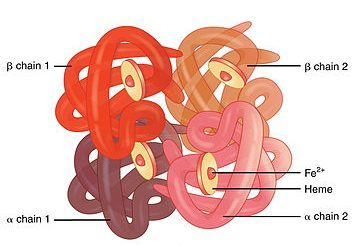 β chain 1
β chain 2
Fe²⁺
Heme
α chain 1
α chain 2